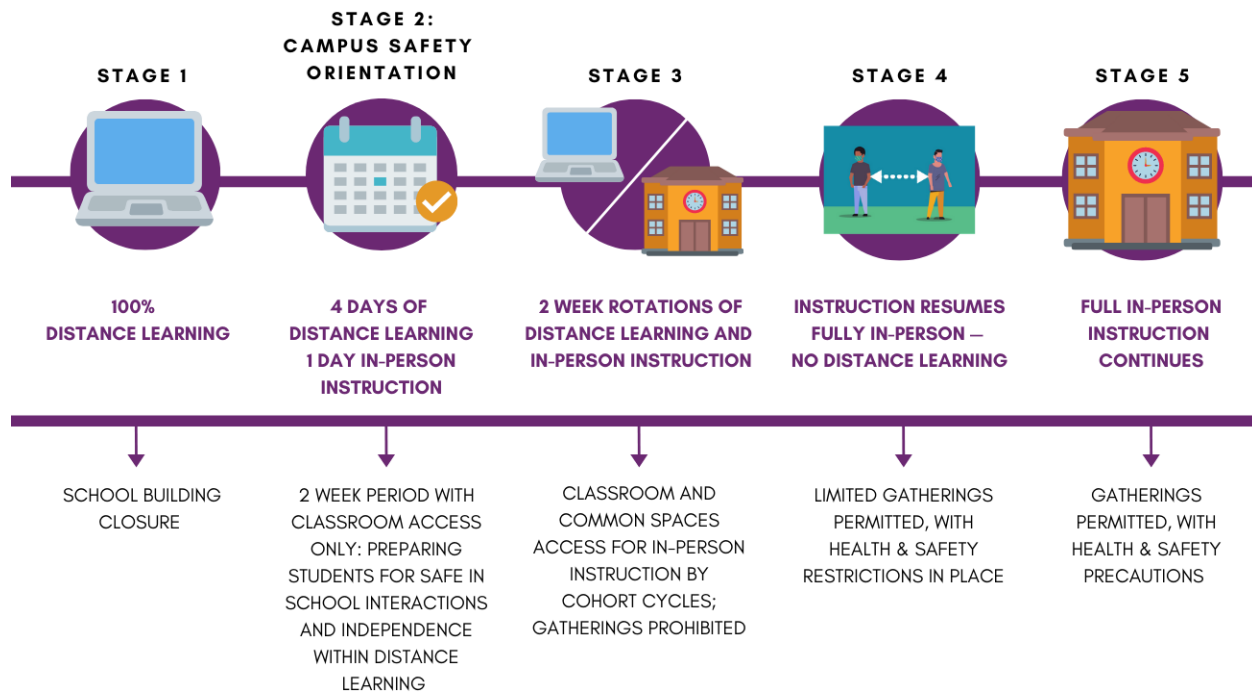 STAGE 1
100%
DISTANCE LEARNING
SCHOOL BUILDING
CLOSURE
STAGE 2:
CAMPUS SAFETY
ORIENTATION
4 DAYS OF
DISTANCE LEARNING
1 DAY IN-PERSON
INSTRUCTION
2 WEEK PERIOD WITH
CLASSROOM ACCESS
ONLY: PREPARING
STUDENTS FOR SAFE IN
SCHOOL INTERACTIONS
AND INDEPENDENCE
WITHIN DISTANCE
LEARNING
STAGE 3
2 WEEK ROTATIONS OF
DISTANCE LEARNING AND
IN-PERSON INSTRUCTION
CLASSROOM AND
COMMON SPACES
ACCESS FOR IN-PERSON
INSTRUCTION BY
COHORT CYCLES;
GATHERINGS PROHIBITED
STAGE 4
INSTRUCTION RESUMES
FULLY IN-PERSON —
NO DISTANCE LEARNING
LIMITED GATHERINGS
PERMITTED, WITH
HEALTH & SAFETY
RESTRICTIONS IN PLACE
STAGE 5
FULL IN-PERSON
INSTRUCTION
CONTINUES
GATHERINGS
PERMITTED, WITH
HEALTH & SAFETY
PRECAUTIONS